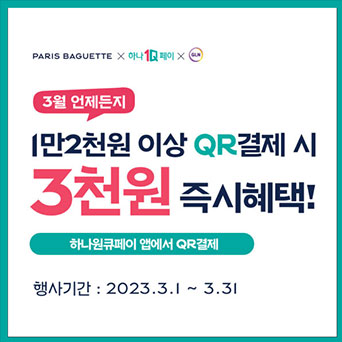 PARIS BAGUETTE × 하나1Q페이 × GLN
3월 언제든지
1만2천원 이상 QR결제 시
3천원 즉시혜택!
하나원큐페이 앱에서 QR결제
행사기간 : 2023.3.1 ~ 3.31